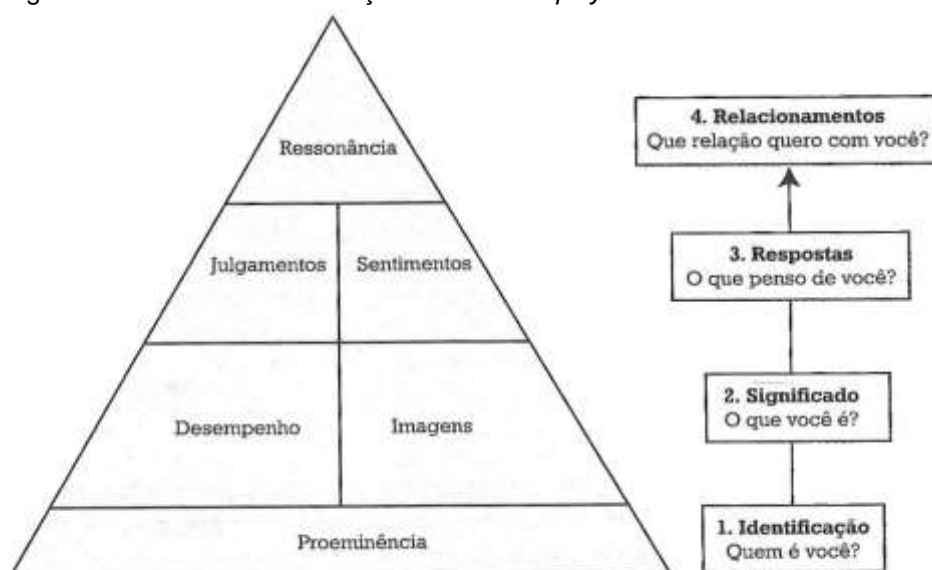 Ressonância
Julgamentos
Sentimentos
Desempenho
Imagens
Proeminência
4. Relacionamentos
Que relação quero com você?
3. Respostas
O que penso de você?
2. Significado
O que você é?
1. Identificação
Quem é você?